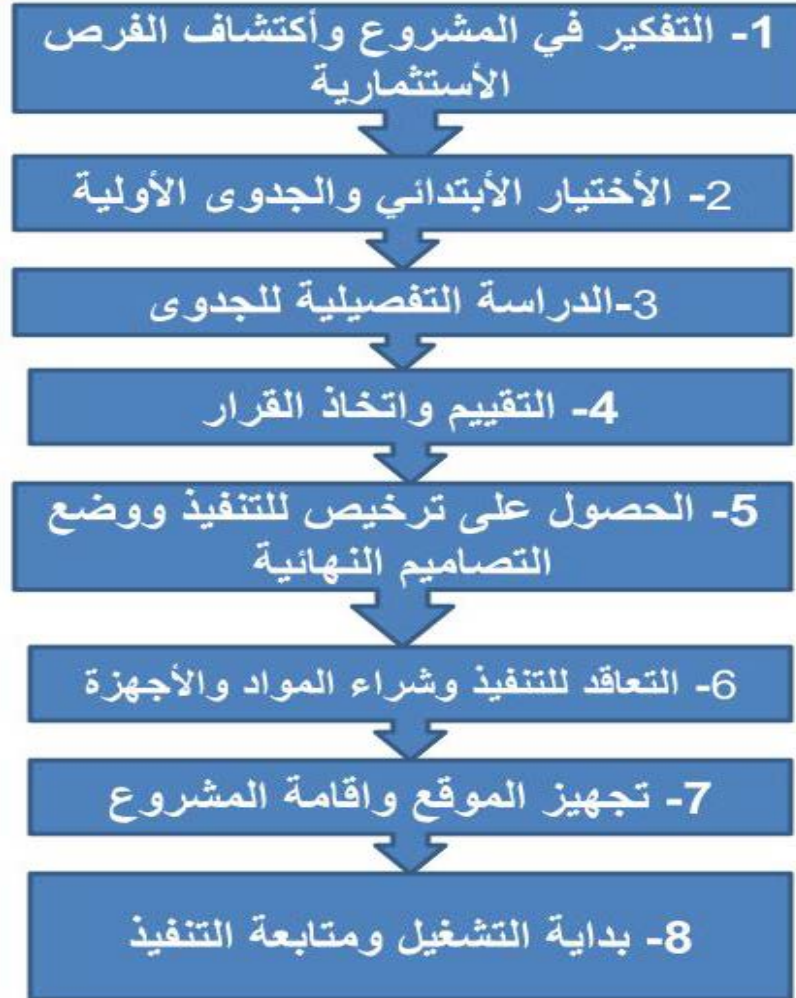 1- التفكير في المشروع وأكتشاف الفرص
الأستثمارية
2- الأختيار الأبتدائي والجدوى الأولية
3-الدراسة التفصيلية للجدوى
4- التقييم واتخاذ القرار
5- الحصول على ترخيص للتنفيذ ووضع
التصاميم النهائية
6- التعاقد للتنفيذ وشراء المواد والأجهزة
7- تجهيز الموقع واقامة المشروع
8- بداية التشغيل ومتابعة التنفيذ